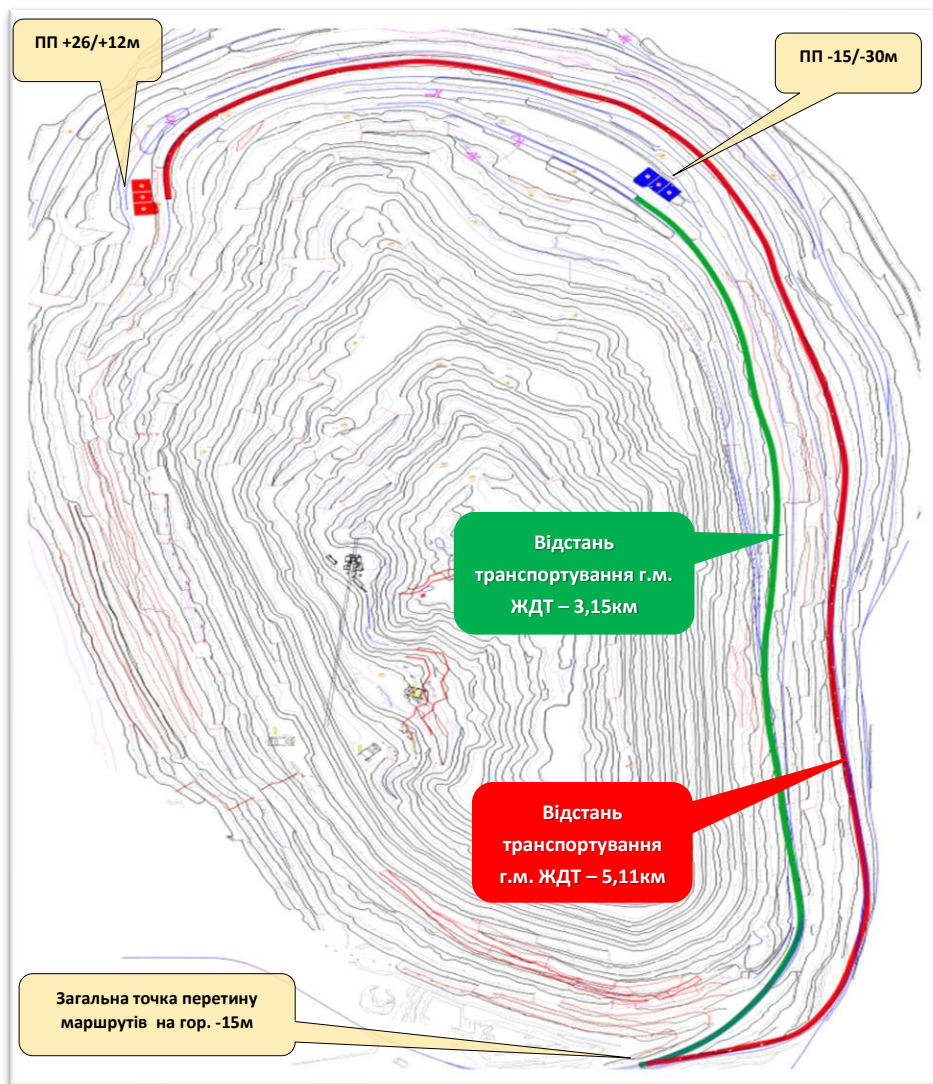 ПП +26/+12м
ПП -15/-30м
Відстань
транспортування г.м.
ЖДТ – 3,15км
Відстань
транспортування
г.м. ЖДТ – 5,11км
Загальна точка перетину
маршрутів на гор. -15м